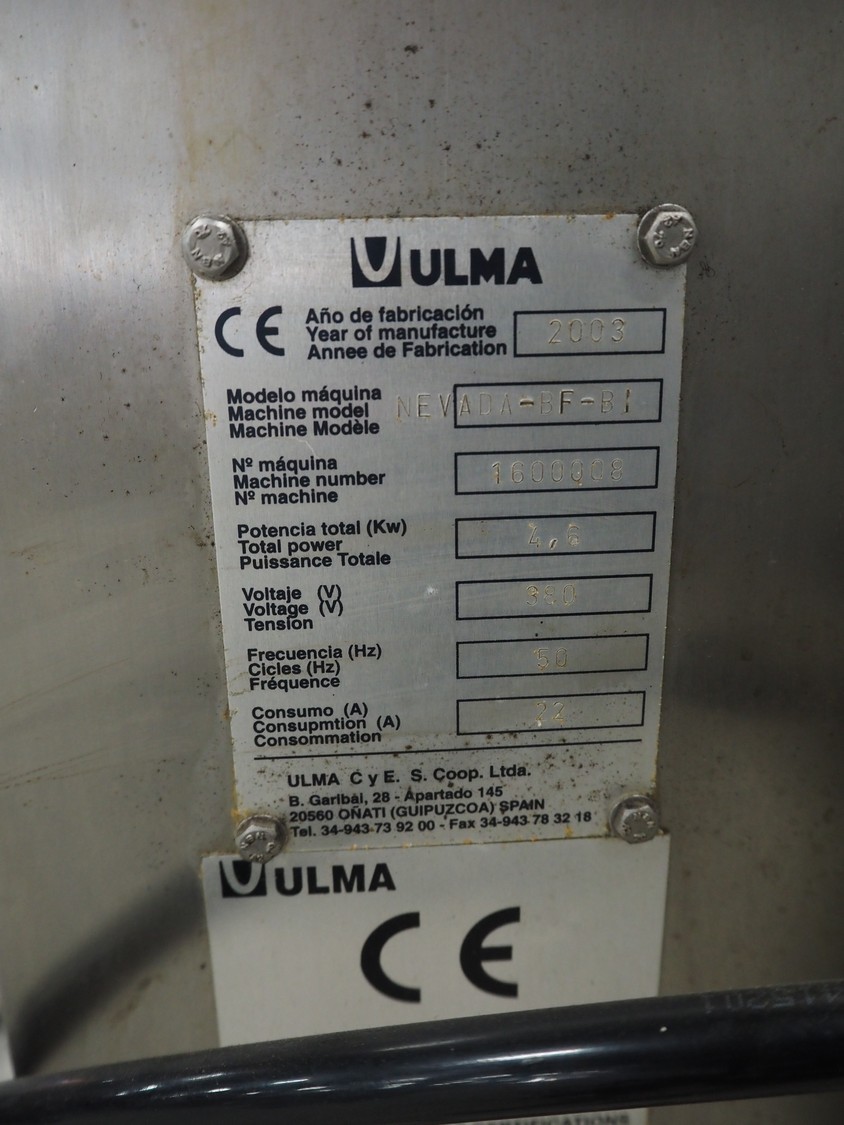 ULMA
CE
Año de fabricación
Year of manufacture
Annee de Fabrication
2003
Modelo máquina
Machine model
Machine Modèle
NEVADA-BF-BI
Nº máquina
Machine number
Nº machine
1600008
Potencia total (Kw)
Total power
Puissance Totale
Voltaje (V)
Voltage (V)
Tension
380
Frecuencia (Hz)
Cicles (Hz)
Fréquence
50
Consumo (A)
Consupmtion (A)
Consommation
22
ULMA C y E. S. Coop. Ltda.
B. Garibai, 28 - Apartado 145
20560 OÑATI (GUIPUZCOA) SPAIN
Tel. 34-943 73 92 00 - Fax 34-943 78 32 18
ULMA
CE